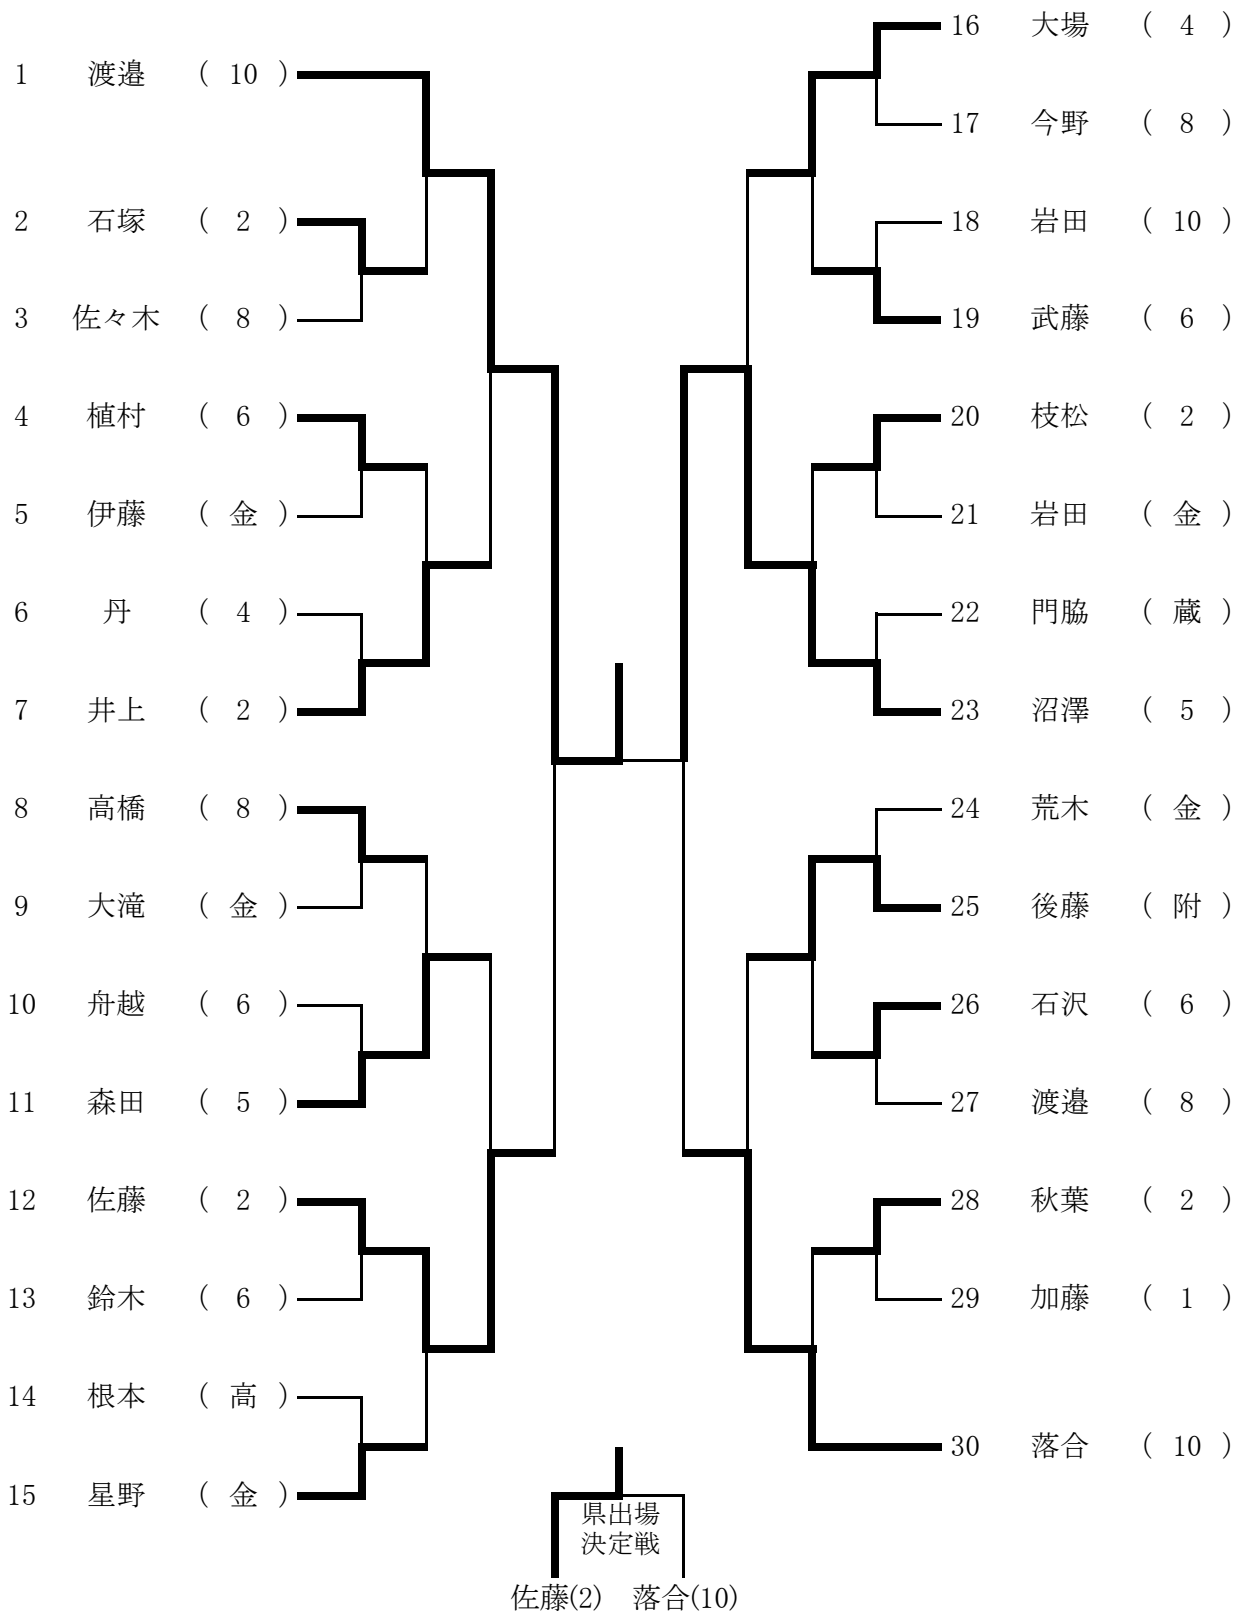 1 渡邉 ( 10 )
2 石塚 ( 2 )
3 佐々木 ( 8 )
4 植村 ( 6 )
5 伊藤 ( 金 )
6 丹 ( 4 )
7 井上 ( 2 )
8 高橋 ( 8 )
9 大滝 ( 金 )
10 舟越 ( 6 )
11 森田 ( 5 )
12 佐藤 ( 2 )
13 鈴木 ( 6 )
14 根本 ( 高 )
15 星野 ( 金 )
16 大場 ( 4 )
17 今野 ( 8 )
18 岩田 ( 10 )
19 武藤 ( 6 )
20 枝松 ( 2 )
21 岩田 ( 金 )
22 門脇 ( 蔵 )
23 沼澤 ( 5 )
24 荒木 ( 金 )
25 後藤 ( 附 )
26 石沢 ( 6 )
27 渡邉 ( 8 )
28 秋葉 ( 2 )
29 加藤 ( 1 )
30 落合 ( 10 )
県出場
決定戦
佐藤(2) 落合(10)